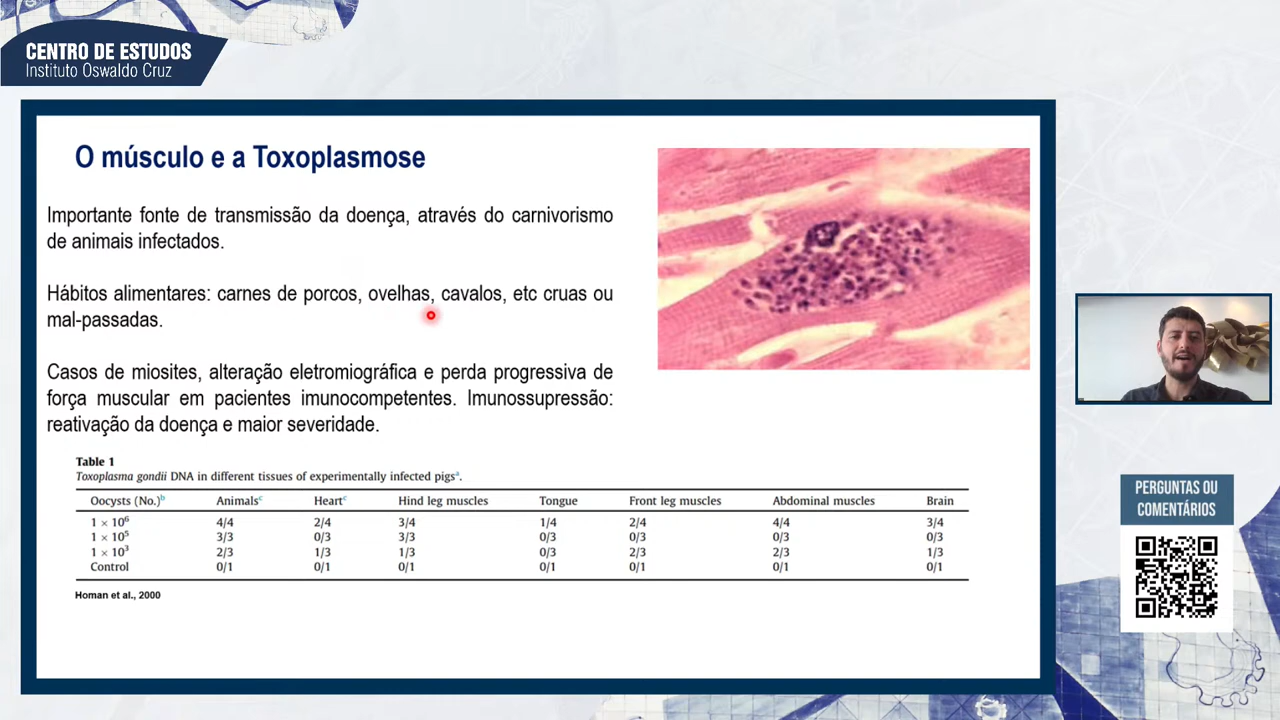 CENTRO DE ESTUDOS
Instituto Oswaldo Cruz
O músculo e a Toxoplasmose
Importante fonte de transmissão da doença, através do carnivorismo
de animais infectados.
Hábitos alimentares: carnes de porcos, ovelhas, cavalos, etc cruas ou
mal-passadas.
Casos de miosites, alteração eletromiográfica e perda progressiva de
força muscular em pacientes imunocompetentes. Imunossupressão:
reativação da doença e maior severidade.
Table 1
Toxoplasma gondii DNA in different tissues of experimentally infected pigsᵃ.
Oocysts (No.)ᵇ Animalsᶜ Heartᶜ Hind leg muscles Tongue Front leg muscles Abdominal muscles Brain
1 × 10⁶ 4/4 2/4 3/4 1/4 2/4 4/4 3/4
1 × 10⁵ 3/3 0/3 3/3 0/3 0/3 0/3 0/3
1 × 10³ 2/3 1/3 1/3 0/3 2/3 2/3 1/3
Control 0/1 0/1 0/1 0/1 0/1 0/1 0/1
Homan et al., 2000
PERGUNTAS OU
COMENTÁRIOS